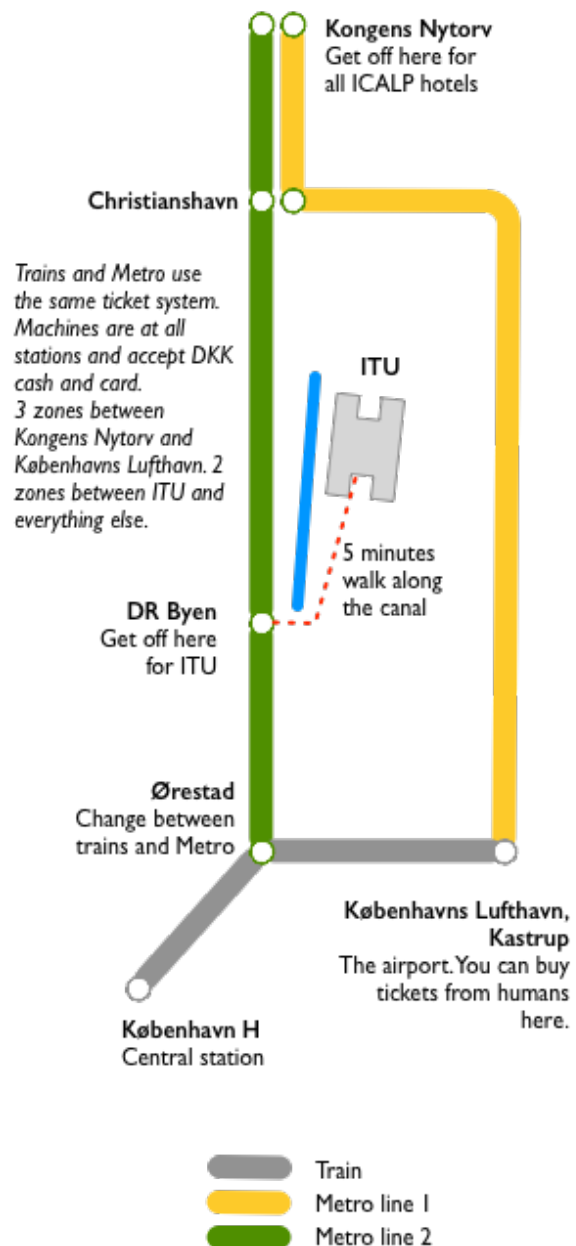 Kongens Nytorv
Get off here for
all ICALP hotels
Christianshavn
Trains and Metro use
the same ticket system.
Machines are at all
stations and accept DKK
cash and card.
3 zones between
Kongens Nytorv and
Københavns Lufthavn. 2
zones between ITU and
everything else.
ITU
5 minutes
walk along
the canal
DR Byen
Get off here
for ITU
Ørestad
Change between
trains and Metro
Københavns Lufthavn,
Kastrup
The airport. You can buy
tickets from humans
here.
København H
Central station
Train
Metro line 1
Metro line 2